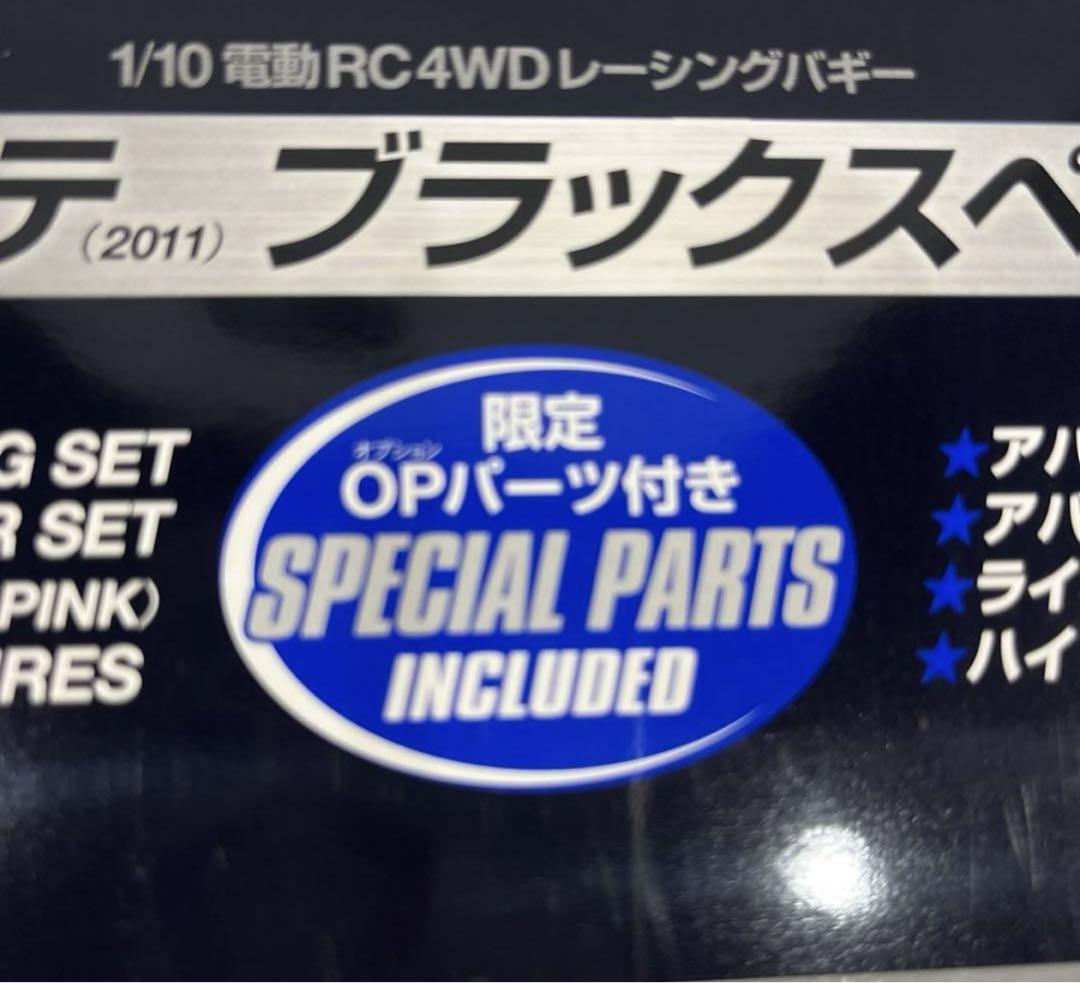 1/10 電動RC4WDレーシングバギー
テ(2011) ブラックスペ
G SET
R SET
PINK)
IRES
限定
オプション
OPパーツ付き
SPECIAL PARTS
INCLUDED
★アバ
★アバ
★ライ
★ハイ